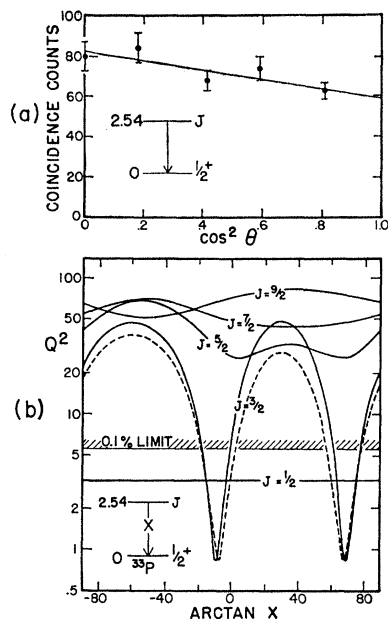 (a)
COINCIDENCE COUNTS
100
80
60
40
20
0
2.54 J
0 1/2+
0 .2 .4 .6 .8 1.0
COS² θ
(b)
Q²
100
50
20
10
5
2
1
.5
J = 9/2
J = 7/2
J = 5/2
J = 3/2
0.1% LIMIT
J = 1/2
2.54 J
X
0 1/2+
³³P
-80 -40 0 40 80
ARCTAN X